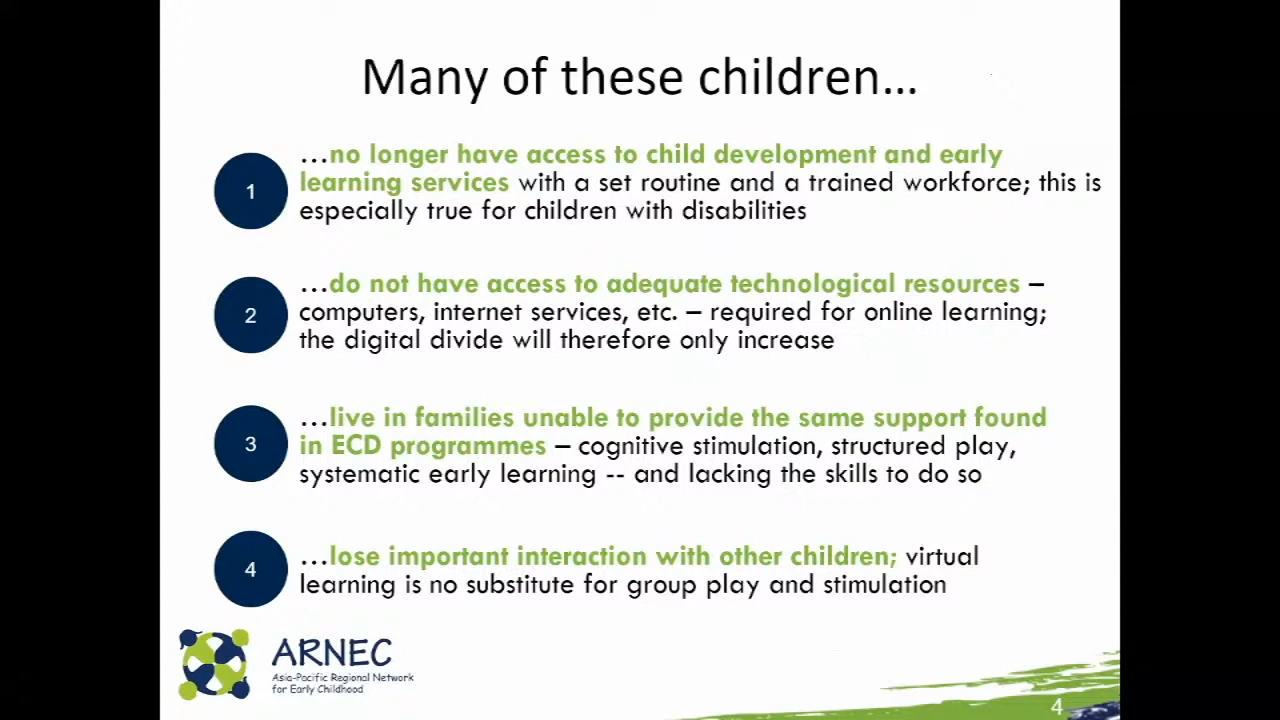 Many of these children...
1
...no longer have access to child development and early
learning services with a set routine and a trained workforce; this is
especially true for children with disabilities
2
...do not have access to adequate technological resources –
computers, internet services, etc. – required for online learning;
the digital divide will therefore only increase
3
...live in families unable to provide the same support found
in ECD programmes – cognitive stimulation, structured play,
systematic early learning -- and lacking the skills to do so
4
...lose important interaction with other children; virtual
learning is no substitute for group play and stimulation
ARNEC
Asia-Pacific Regional Network
for Early Childhood
4